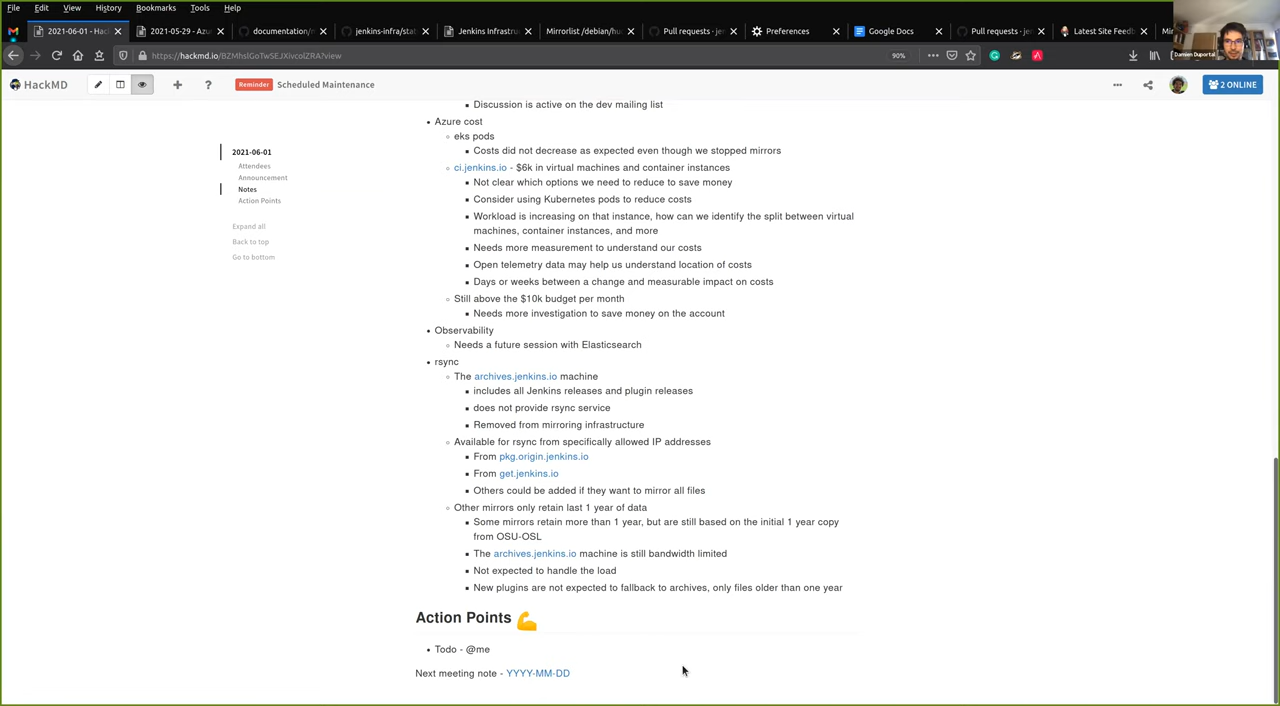 File Edit View History Bookmarks Tools Help
2021-06-01 - Hac
2021-05-29 - Azu
documentation/m
jenkins-infra/stat
Jenkins Infrastru
Mirrorlist /debian/hu
Pull requests · je
Preferences
Google Docs
Pull requests · jen
Latest Site Feedb
Damien Duportal
https://hackmd.io/BZMhslGoTwSEJXivcolZRA?view
90%
HackMD
Reminder Scheduled Maintenance
2 ONLINE
2021-06-01
Attendees
Announcement
Notes
Action Points
Expand all
Back to top
Go to bottom
Discussion is active on the dev mailing list
Azure cost
eks pods
Costs did not decrease as expected even though we stopped mirrors
ci.jenkins.io - $6k in virtual machines and container instances
Not clear which options we need to reduce to save money
Consider using Kubernetes pods to reduce costs
Workload is increasing on that instance, how can we identify the split between virtual
machines, container instances, and more
Needs more measurement to understand our costs
Open telemetry data may help us understand location of costs
Days or weeks between a change and measurable impact on costs
Still above the $10k budget per month
Needs more investigation to save money on the account
Observability
Needs a future session with Elasticsearch
rsync
The archives.jenkins.io machine
includes all Jenkins releases and plugin releases
does not provide rsync service
Removed from mirroring infrastructure
Available for rsync from specifically allowed IP addresses
From pkg.origin.jenkins.io
From get.jenkins.io
Others could be added if they want to mirror all files
Other mirrors only retain last 1 year of data
Some mirrors retain more than 1 year, but are still based on the initial 1 year copy
from OSU-OSL
The archives.jenkins.io machine is still bandwidth limited
Not expected to handle the load
New plugins are not expected to fallback to archives, only files older than one year
Action Points 💪
Todo - @me
Next meeting note - YYYY-MM-DD